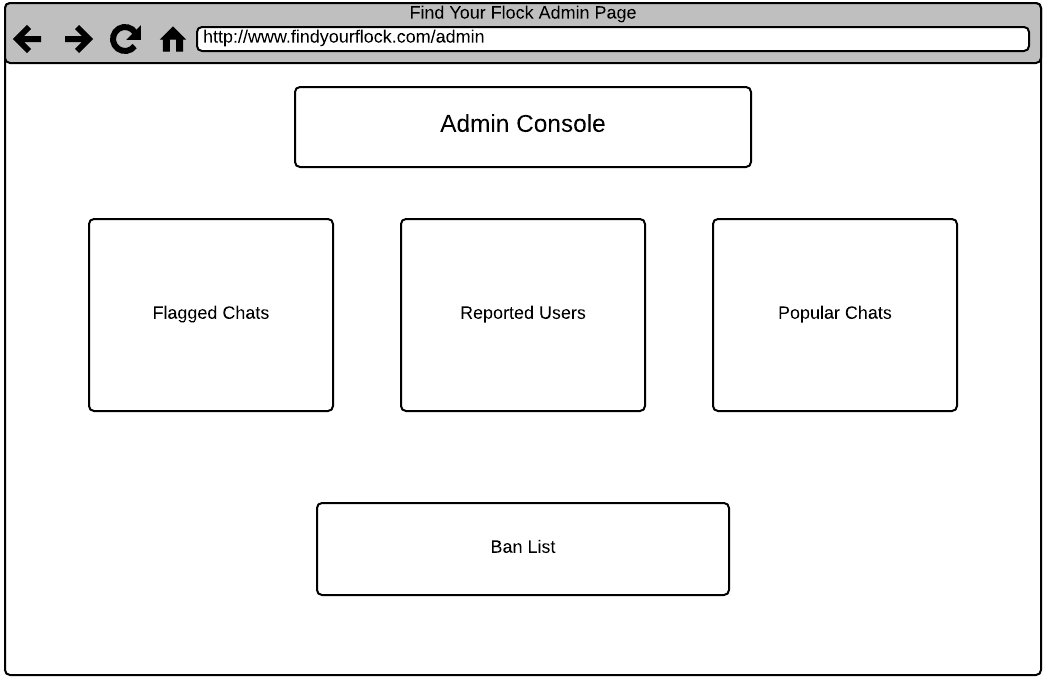 Find Your Flock Admin Page
http://www.findyourflock.com/admin
Admin Console
Flagged Chats
Reported Users
Popular Chats
Ban List